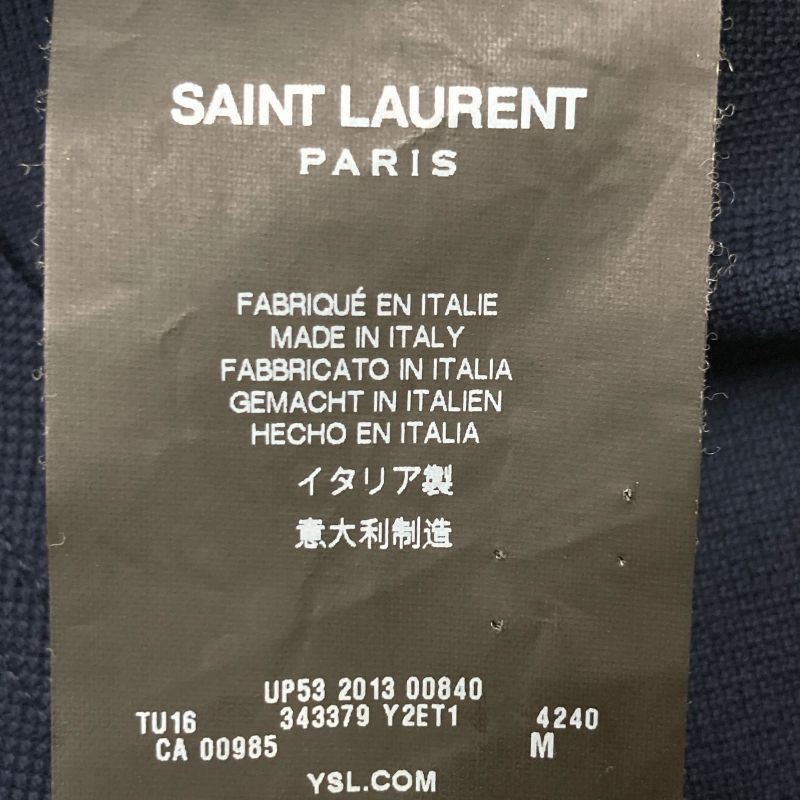 SAINT LAURENT
PARIS
FABRIQUÉ EN ITALIE
MADE IN ITALY
FABBRICATO IN ITALIA
GEMACHT IN ITALIEN
HECHO EN ITALIA
イタリア製
意大利制造
UP53 2013 00840
TU16 343379 Y2ET1 4240
CA 00985 M
YSL.COM